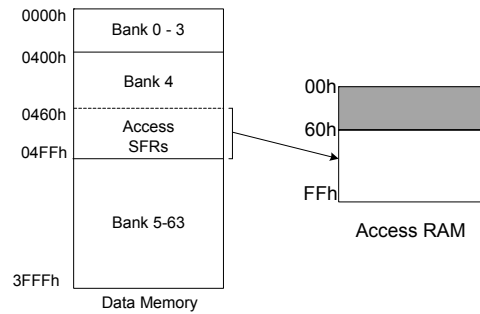 0000h
Bank 0 - 3
0400h
Bank 4
0460h
Access
SFRs
04FFh
Bank 5-63
3FFFh
Data Memory
00h
60h
FFh
Access RAM